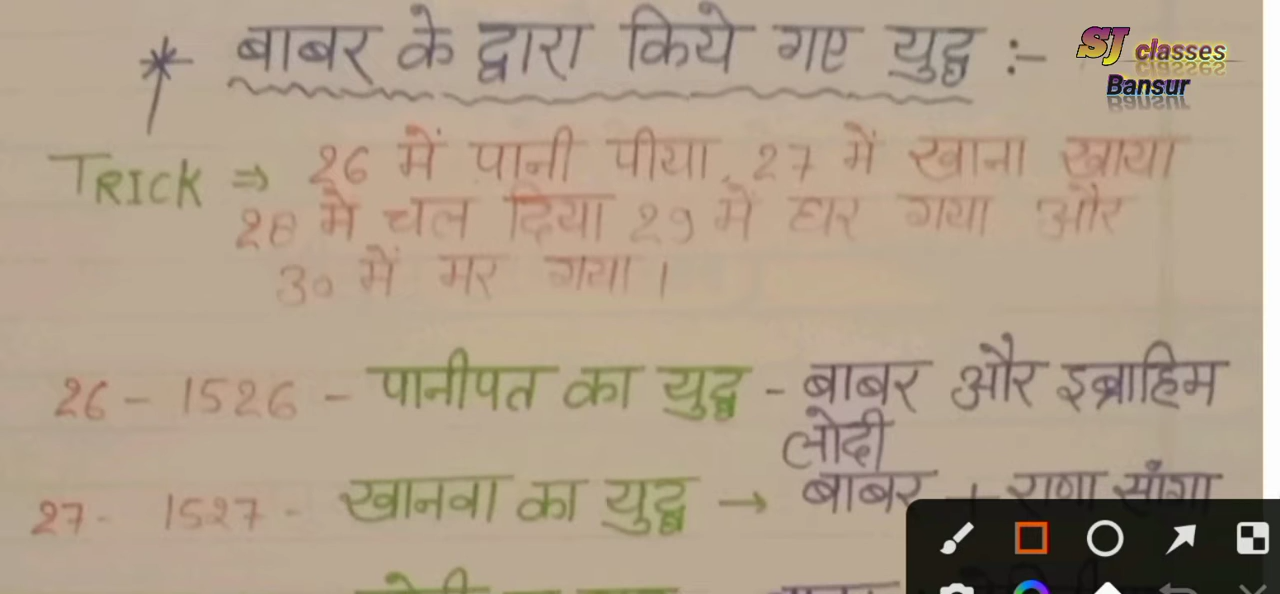 * बाबर के द्वारा किये गए युद्ध :-
SJ classes
Bansur
TRICK ⇒ 26 में पानी पीया, 27 में खाना खाया
28 में चल दिया 29 में हार गया और
30 में मर गया ।
26 - 1526 - पानीपत का युद्ध - बाबर और इब्राहिम
लोदी
27 - 1527 - खानवा का युद्ध → बाबर + राणा सांगा